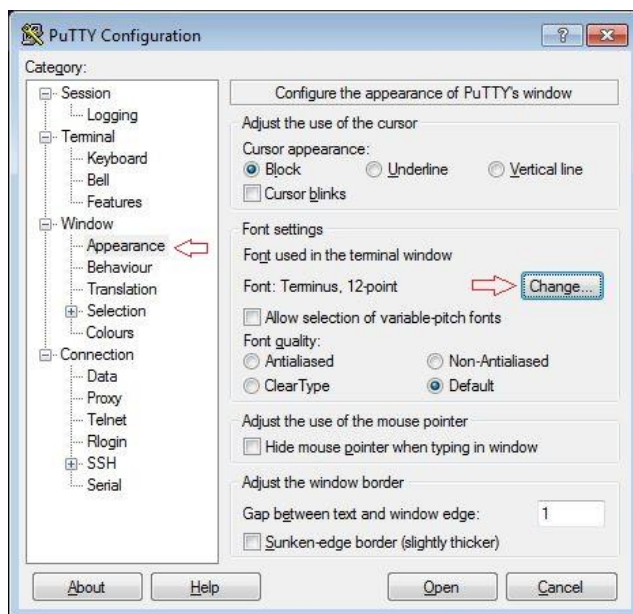 PuTTY Configuration
Category:
Session
Logging
Terminal
Keyboard
Bell
Features
Window
Appearance
Behaviour
Translation
Selection
Colours
Connection
Data
Proxy
Telnet
Rlogin
SSH
Serial
Configure the appearance of PuTTY's window
Adjust the use of the cursor
Cursor appearance:
Block Underline Vertical line
Cursor blinks
Font settings
Font used in the terminal window
Font: Terminus, 12-point Change...
Allow selection of variable-pitch fonts
Font quality:
Antialiased Non-Antialiased
ClearType Default
Adjust the use of the mouse pointer
Hide mouse pointer when typing in window
Adjust the window border
Gap between text and window edge: 1
Sunken-edge border (slightly thicker)
About Help Open Cancel